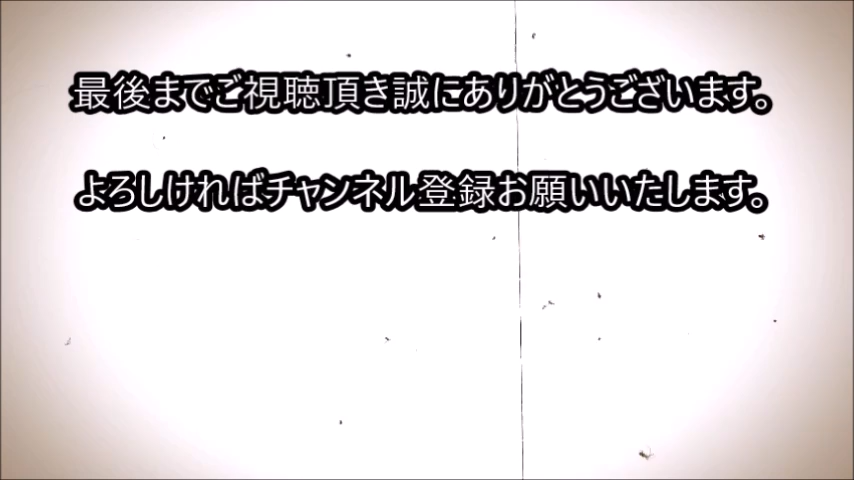 最後までご視聴頂き誠にありがとうございます。
よろしければチャンネル登録お願いいたします。